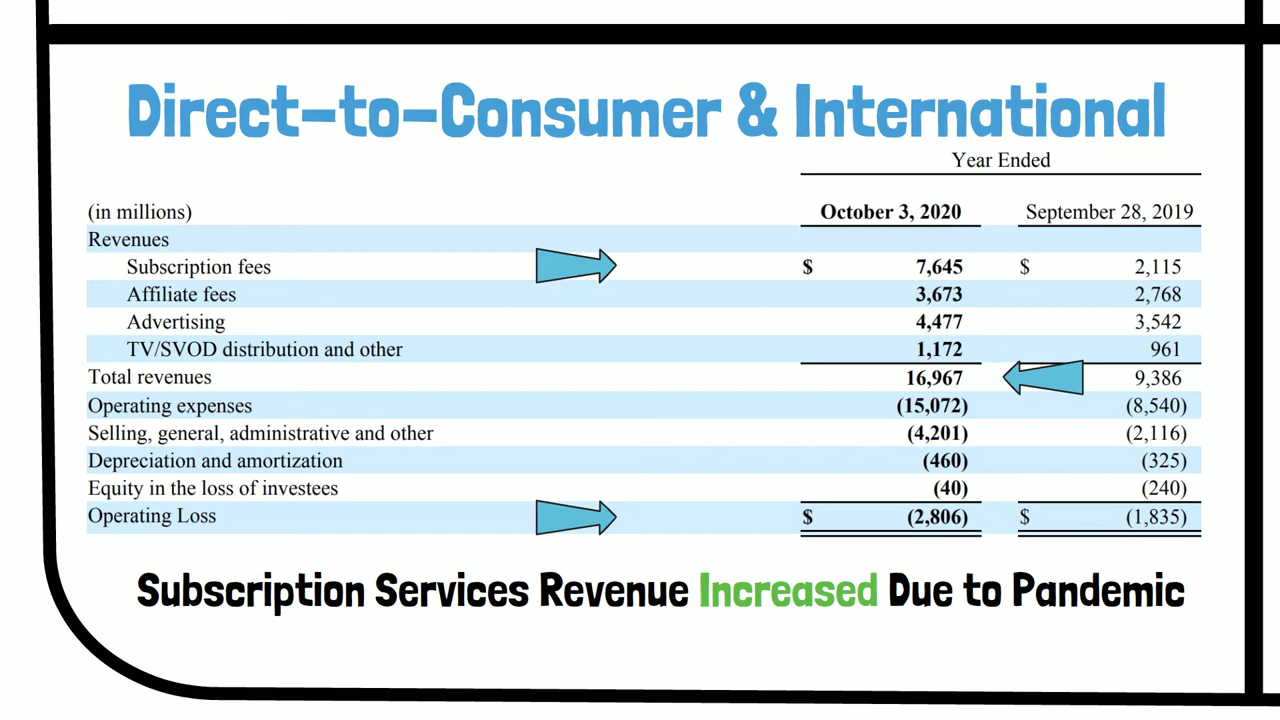 Direct-to-Consumer & International
Year Ended
(in millions) October 3, 2020 September 28, 2019
Revenues
Subscription fees $ 7,645 $ 2,115
Affiliate fees 3,673 2,768
Advertising 4,477 3,542
TV/SVOD distribution and other 1,172 961
Total revenues 16,967 9,386
Operating expenses (15,072) (8,540)
Selling, general, administrative and other (4,201) (2,116)
Depreciation and amortization (460) (325)
Equity in the loss of investees (40) (240)
Operating Loss $ (2,806) $ (1,835)
Subscription Services Revenue Increased Due to Pandemic